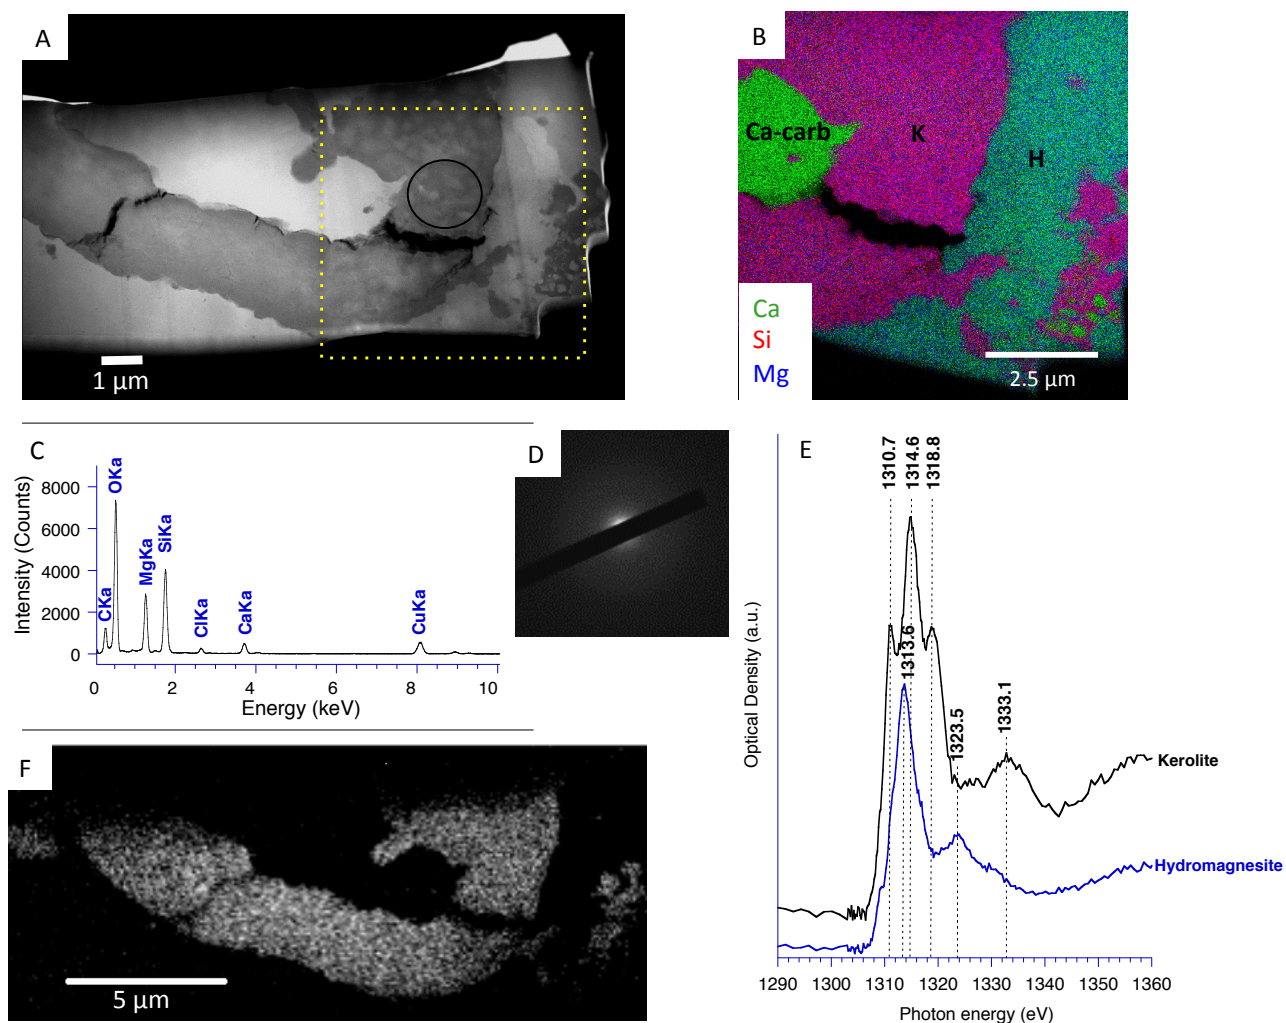 A
1 µm
B
Ca-carb
K
H
Ca
Si
Mg
2.5 µm
C
Intensity (Counts)
8000
6000
4000
2000
0
CKa
OKa
MgKa
SiKa
ClKa
CaKa
CuKa
0 2 4 6 8 10
Energy (keV)
D
E
1310.7
1314.6
1318.8
1313.6
1323.5
1333.1
Optical Density (a.u.)
Kerolite
Hydromagnesite
1290 1300 1310 1320 1330 1340 1350 1360
Photon energy (eV)
F
5 µm